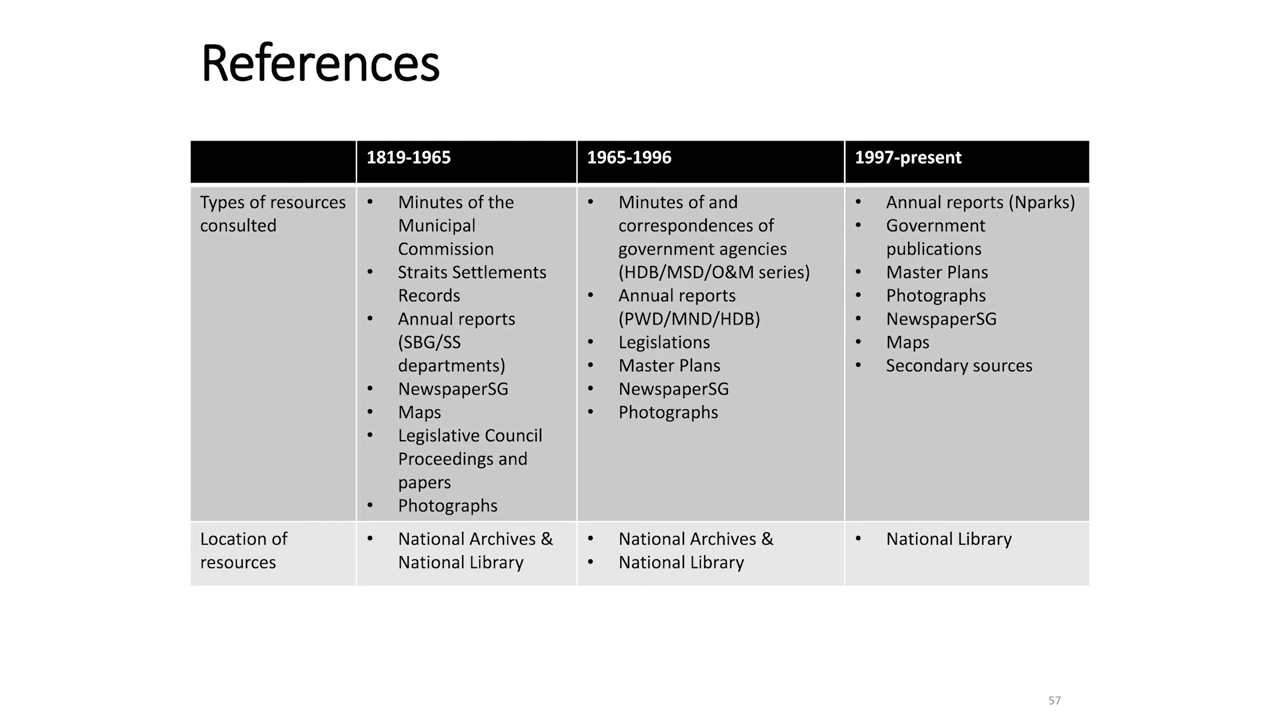 References
1819-1965
1965-1996
1997-present
Types of resources
consulted
• Minutes of the
Municipal
Commission
• Straits Settlements
Records
• Annual reports
(SBG/SS
departments)
• NewspaperSG
• Maps
• Legislative Council
Proceedings and
papers
• Photographs
• Minutes of and
correspondences of
government agencies
(HDB/MSD/O&M series)
• Annual reports
(PWD/MND/HDB)
• Legislations
• Master Plans
• NewspaperSG
• Photographs
• Annual reports (Nparks)
• Government
publications
• Master Plans
• Photographs
• NewspaperSG
• Maps
• Secondary sources
Location of
resources
• National Archives &
National Library
• National Archives &
• National Library
• National Library
57